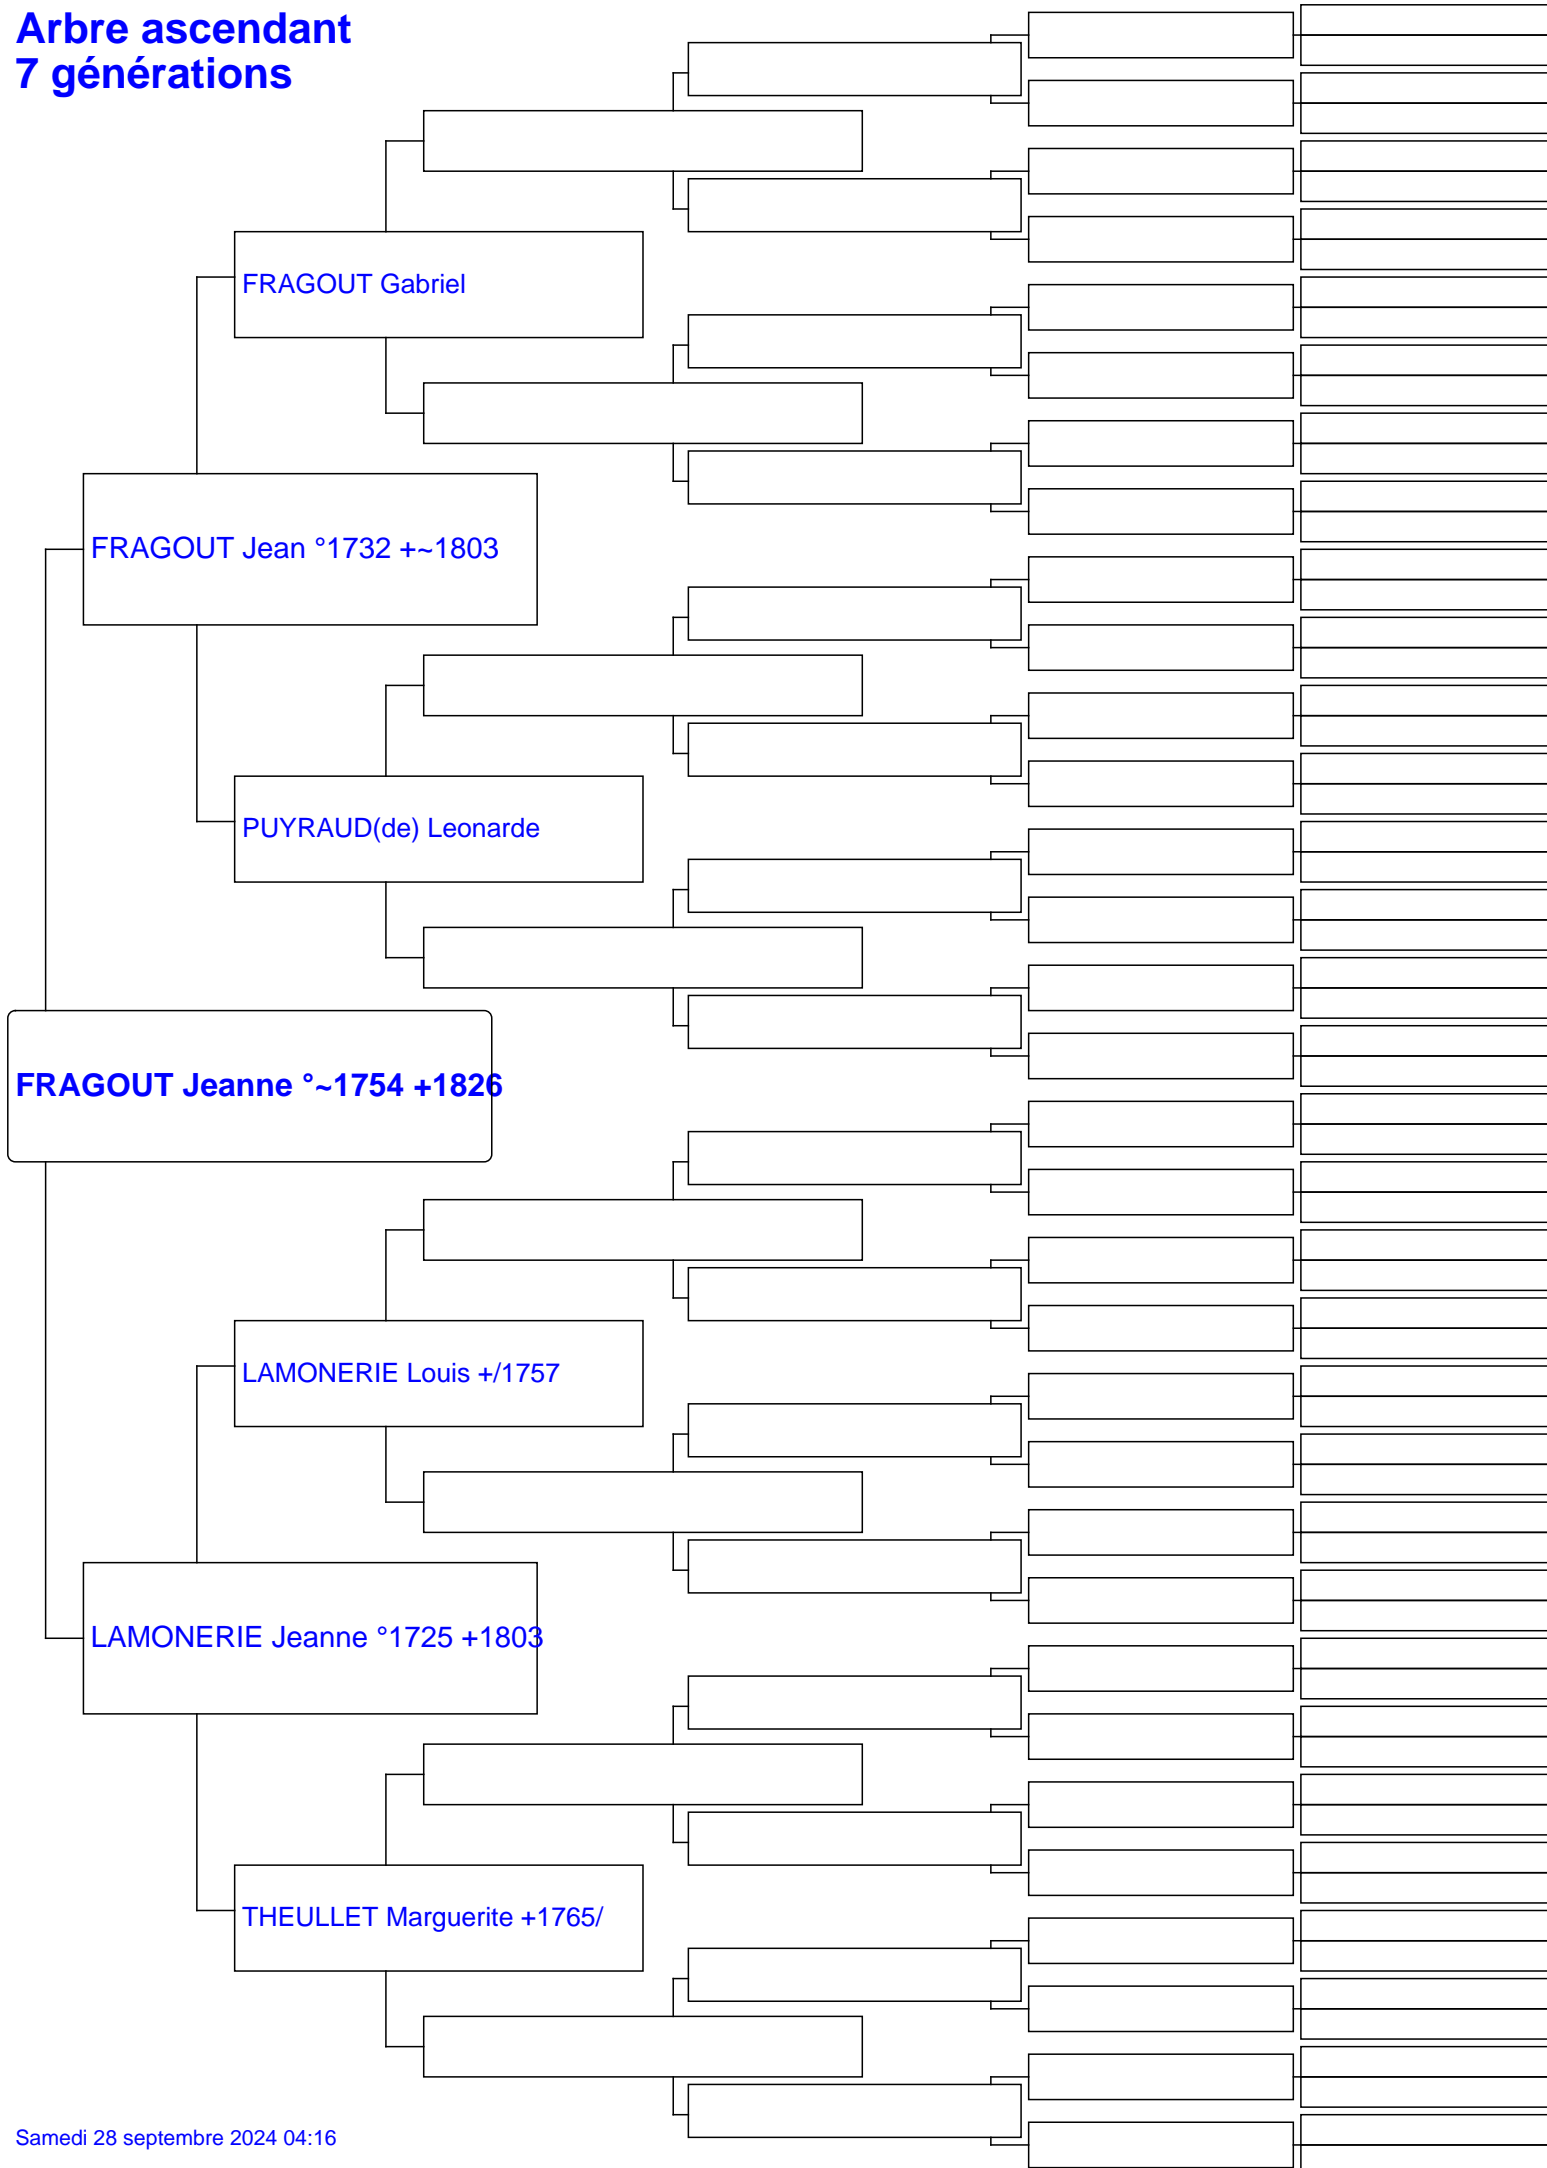 Arbre ascendant
7 générations
FRAGOUT Gabriel
FRAGOUT Jean °1732 +~1803
PUYRAUD(de) Leonarde
FRAGOUT Jeanne °~1754 +1826
LAMONERIE Louis +/1757
LAMONERIE Jeanne °1725 +1803
THEULLET Marguerite +1765/
Samedi 28 septembre 2024 04:16